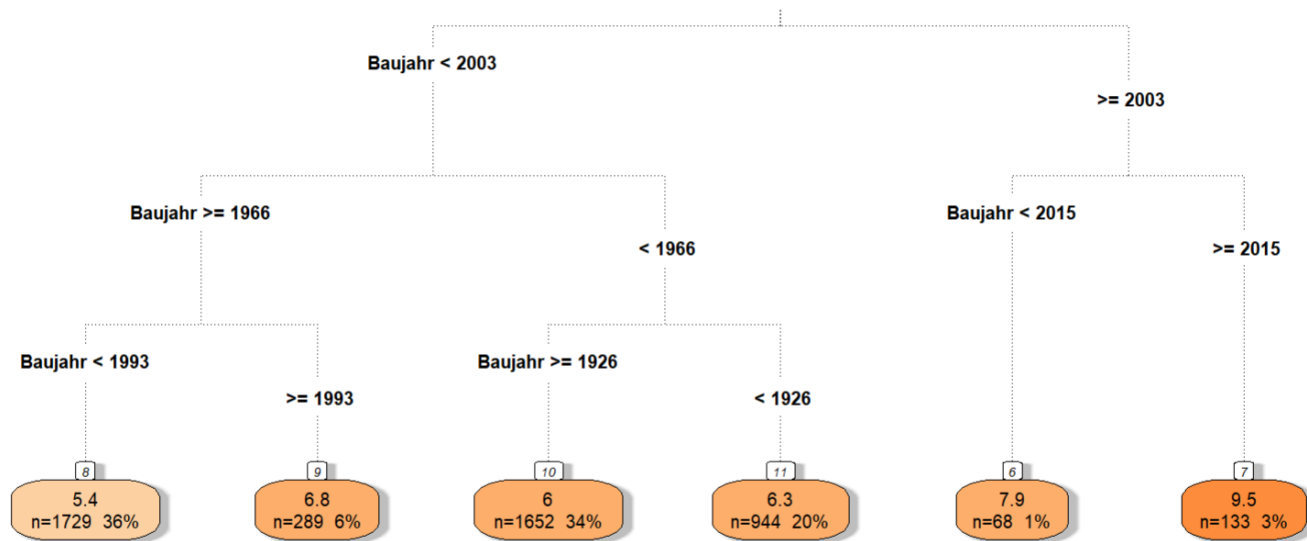 Baujahr < 2003
>= 2003
Baujahr >= 1966
< 1966
Baujahr < 2015
>= 2015
Baujahr < 1993
>= 1993
Baujahr >= 1926
< 1926
8
5.4
n=1729 36%
9
6.8
n=289 6%
10
6
n=1652 34%
11
6.3
n=944 20%
6
7.9
n=68 1%
7
9.5
n=133 3%